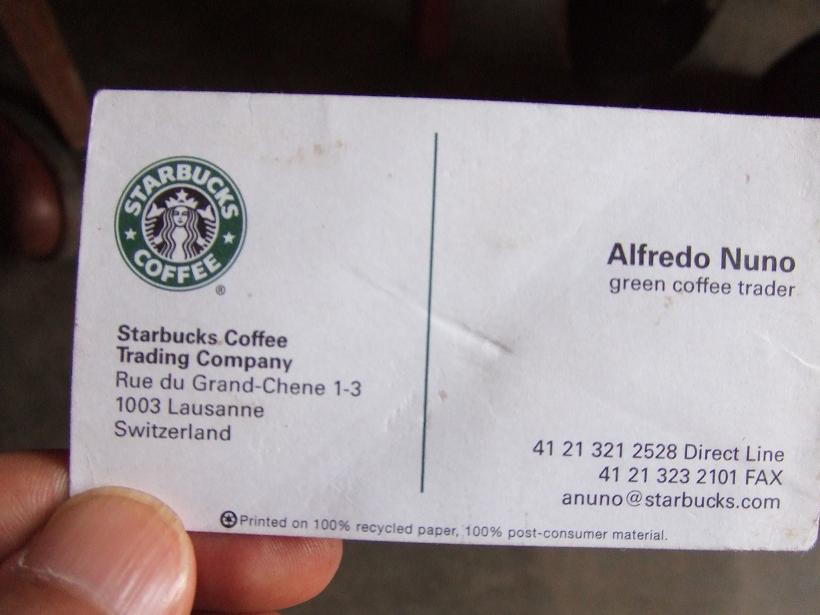 STARBUCKS
COFFEE
®
Starbucks Coffee
Trading Company
Rue du Grand-Chene 1-3
1003 Lausanne
Switzerland
Alfredo Nuno
green coffee trader
41 21 321 2528 Direct Line
41 21 323 2101 FAX
anuno@starbucks.com
Printed on 100% recycled paper, 100% post-consumer material.